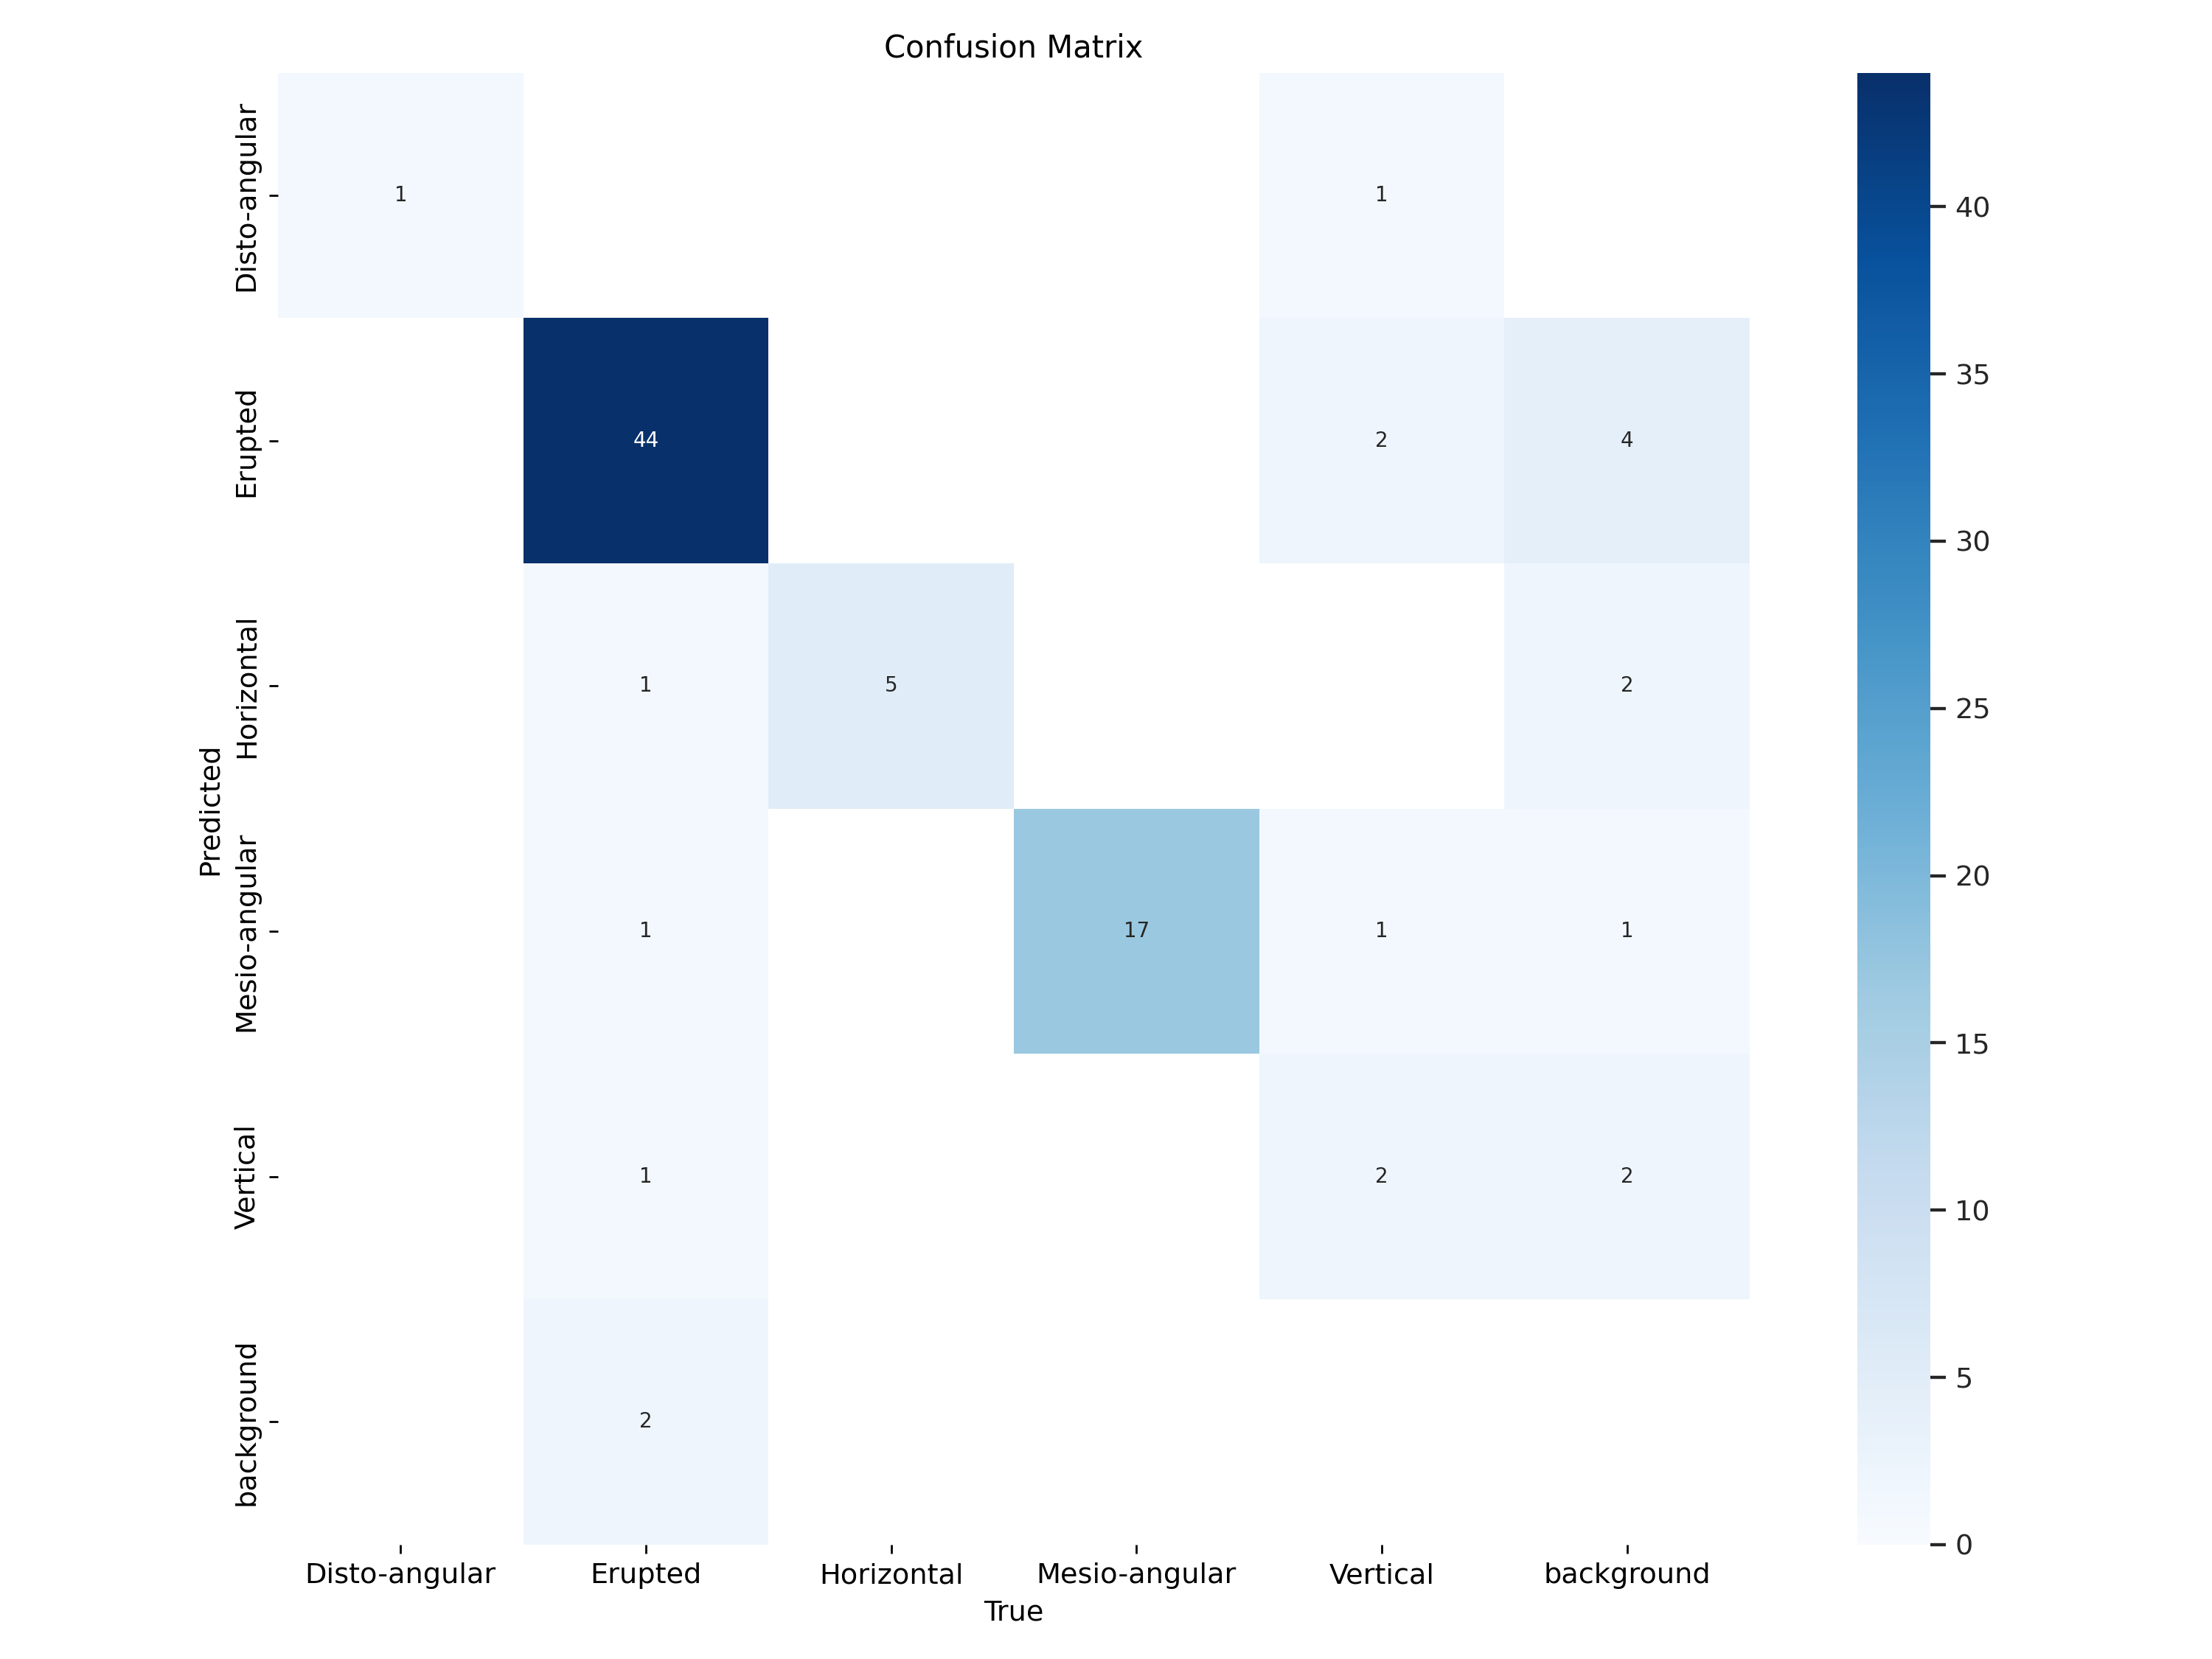 Confusion Matrix
Disto-angular
1
1
40
Erupted
44
2
4
35
30
Horizontal
1
5
2
25
Predicted
Mesio-angular
1
17
1
1
20
15
Vertical
1
2
2
10
background
2
5
0
Disto-angular Erupted Horizontal Mesio-angular Vertical background
True